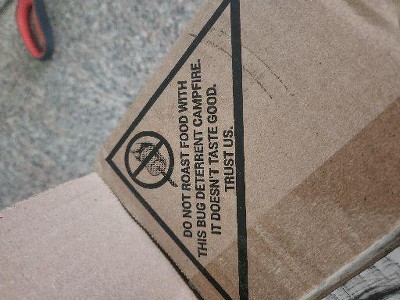 DO NOT ROAST FOOD WITH
THIS BUG DETERRENT CAMPFIRE.
IT DOESN'T TASTE GOOD.
TRUST US.